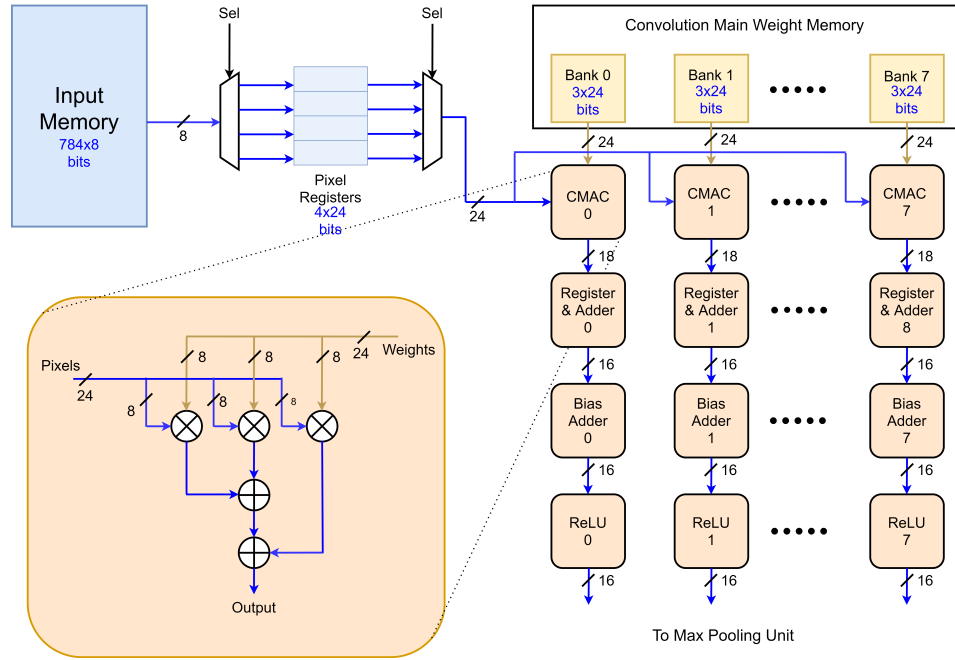 Sel
Sel
Convolution Main Weight Memory
Input
Memory
784x8
bits
8
Pixel
Registers
4x24
bits
24
Bank 0
3x24
bits
Bank 1
3x24
bits
Bank 7
3x24
bits
24
24
24
CMAC
0
CMAC
1
CMAC
7
18
18
18
Register
& Adder
0
Register
& Adder
1
Register
& Adder
8
16
16
16
Bias
Adder
0
Bias
Adder
1
Bias
Adder
7
16
16
16
ReLU
0
ReLU
1
ReLU
7
16
16
16
To Max Pooling Unit
Weights
24
8
8
8
Pixels
24
8
8
8
Output